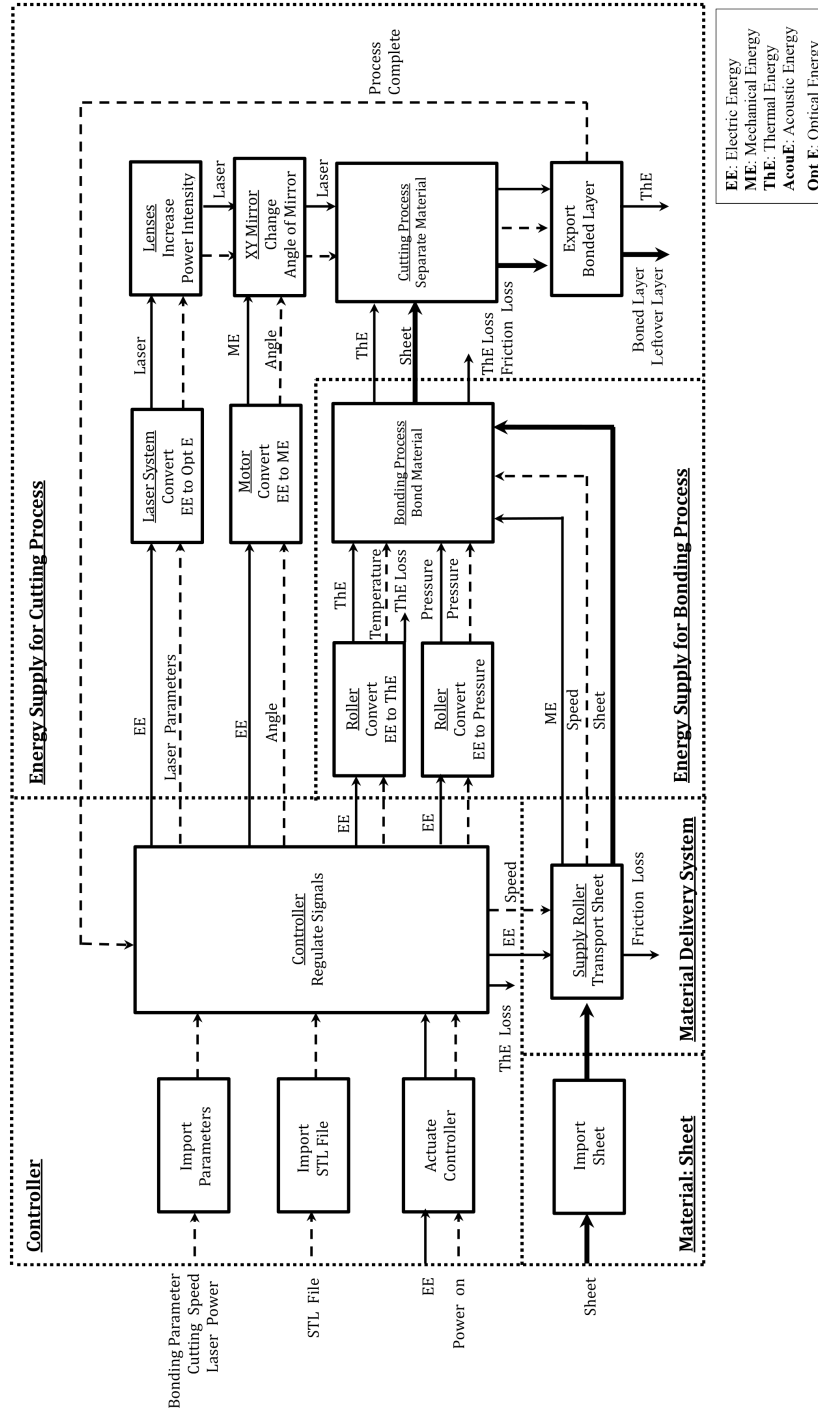 Controller
Bonding Parameter
Cutting Speed
Laser Power
Import
Parameters
STL File
Import
STL File
EE
Power on
Actuate
Controller
Controller
Regulate Signals
ThE Loss
EE
Speed
Energy Supply for Cutting Process
EE
Laser Parameters
Laser System
Convert
EE to Opt E
Laser
Lenses
Increase
Power Intensity
Laser
EE
Angle
Motor
Convert
EE to ME
ME
Angle
XY Mirror
Change
Angle of Mirror
Laser
Process
Complete
EE
Roller
Convert
EE to ThE
ThE
Temperature
ThE Loss
EE
Roller
Convert
EE to Pressure
Pressure
Pressure
Bonding Process
Bond Material
ThE
Sheet
ThE Loss
Friction Loss
Cutting Process
Separate Material
Export
Bonded Layer
ThE
Boned Layer
Leftover Layer
Energy Supply for Bonding Process
ME
Speed
Sheet
Material Delivery System
Supply Roller
Transport Sheet
Friction Loss
Material: Sheet
Sheet
Import
Sheet
EE: Electric Energy
ME: Mechanical Energy
ThE: Thermal Energy
AcouE: Acoustic Energy
Opt E: Optical Energy